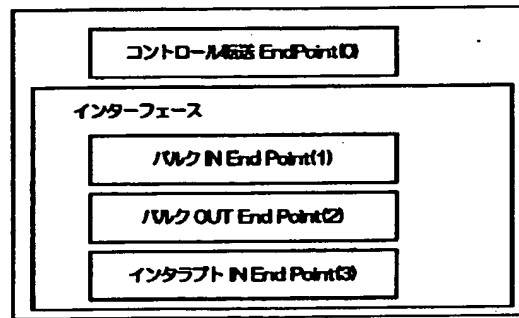 コントロール転送 EndPoint(0)
インターフェース
バルク IN End Point(1)
バルク OUT End Point(2)
インタラプト IN End Point(3)